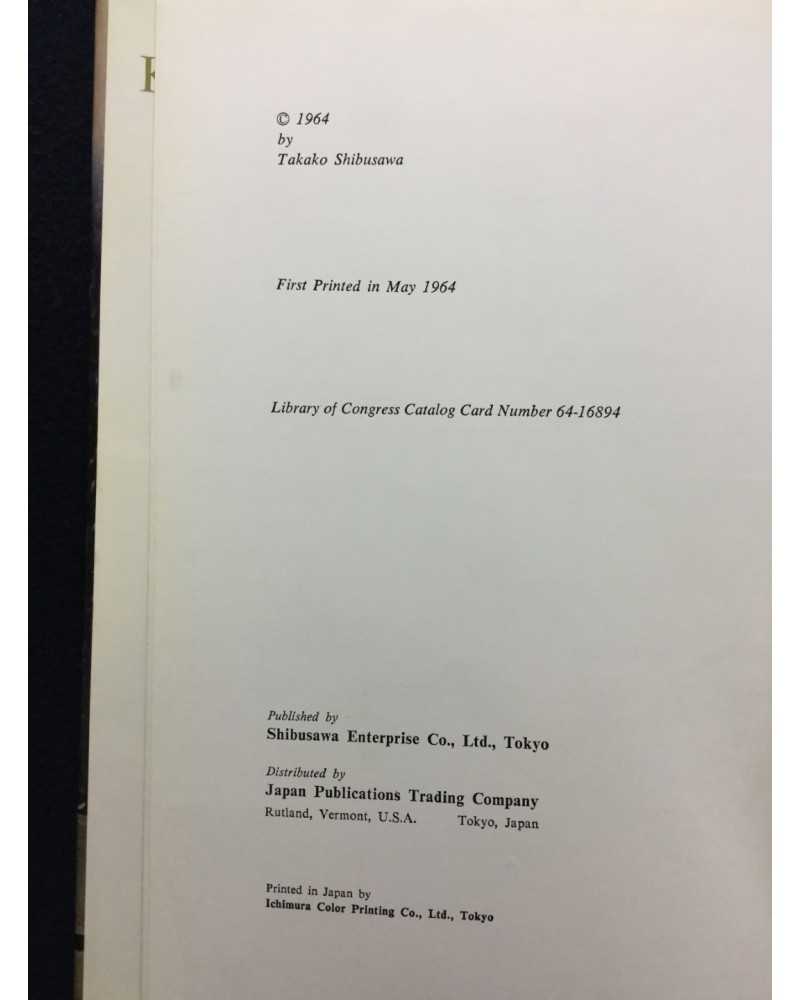 © 1964
by
Takako Shibusawa
First Printed in May 1964
Library of Congress Catalog Card Number 64-16894
Published by
Shibusawa Enterprise Co., Ltd., Tokyo
Distributed by
Japan Publications Trading Company
Rutland, Vermont, U.S.A. Tokyo, Japan
Printed in Japan by
Ichimura Color Printing Co., Ltd., Tokyo